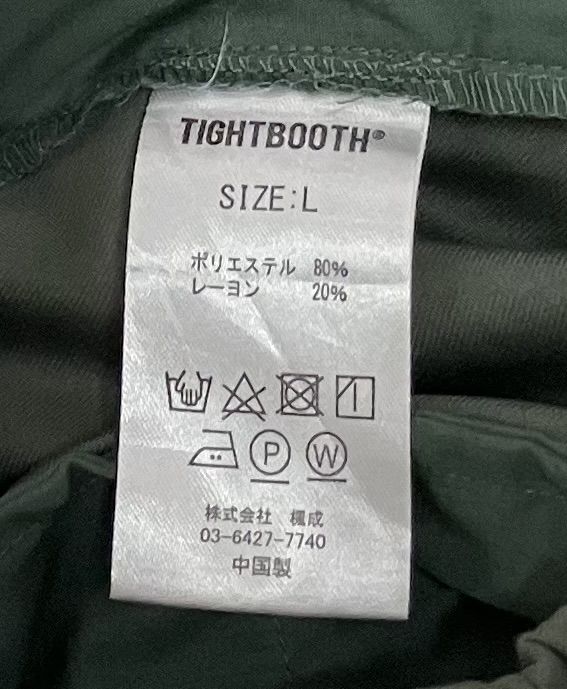 TIGHTBOOTH®
SIZE:L
ポリエステル 80%
レーヨン 20%
P W
株式会社 楓成
03-6427-7740
中国製